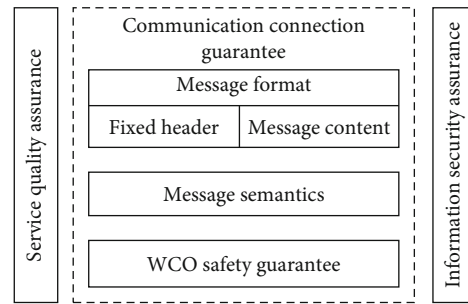 Service quality assurance
Communication connection
guarantee
Message format
Fixed header
Message content
Message semantics
WCO safety guarantee
Information security assurance